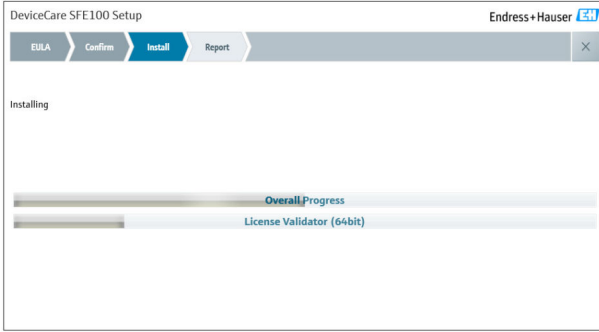 DeviceCare SFE100 Setup
Endress+Hauser EH
EULA Confirm Install Report
Installing
Overall Progress
License Validator (64bit)